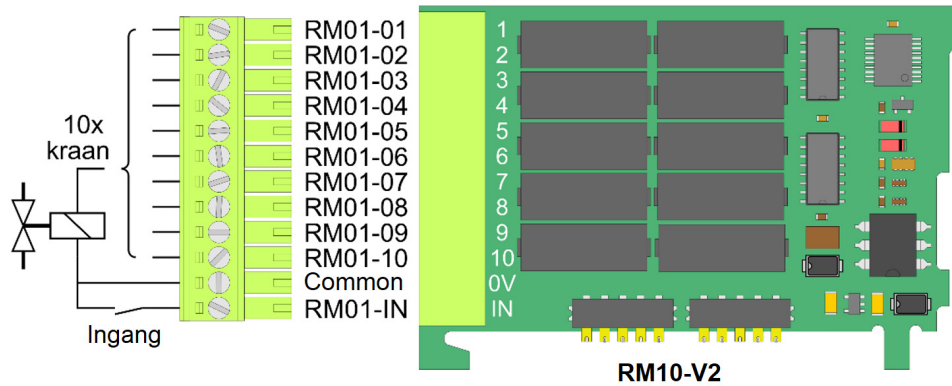 RM01-01
RM01-02
RM01-03
RM01-04
RM01-05
RM01-06
RM01-07
RM01-08
RM01-09
RM01-10
Common
RM01-IN
10x
kraan
Ingang
1
2
3
4
5
6
7
8
9
10
0V
IN
RM10-V2